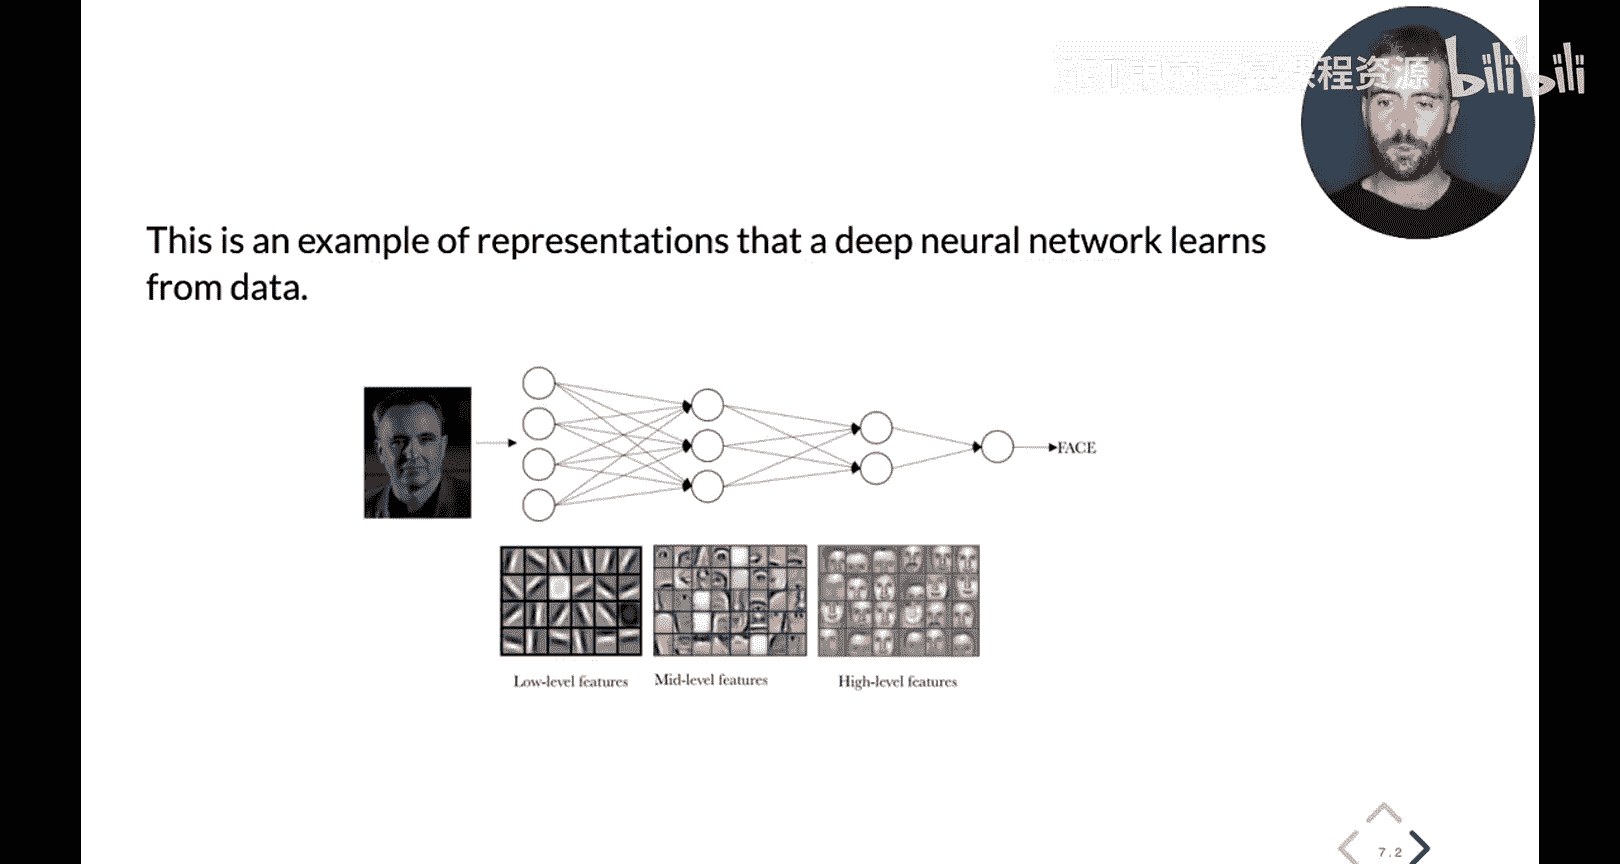 程资源 bilibili
This is an example of representations that a deep neural network learns
from data.
FACE
Low-level features Mid-level features High-level features
7.2